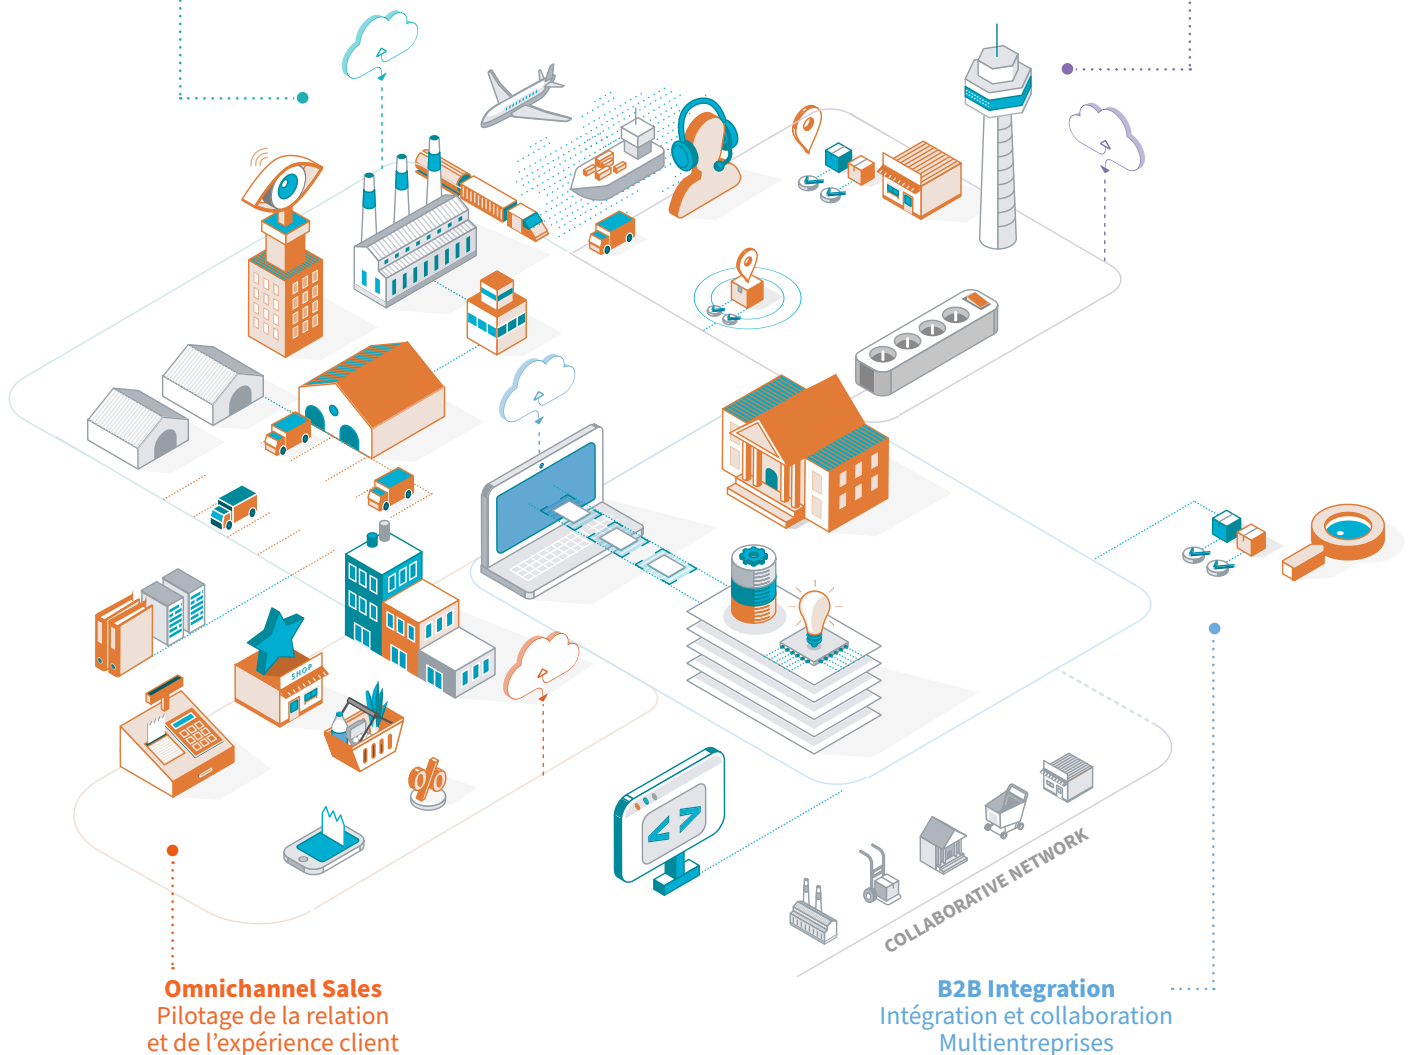 SHOP
< >
COLLABORATIVE NETWORK
Omnichannel Sales
Pilotage de la relation
et de l’expérience client
B2B Integration
Intégration et collaboration
Multientreprises